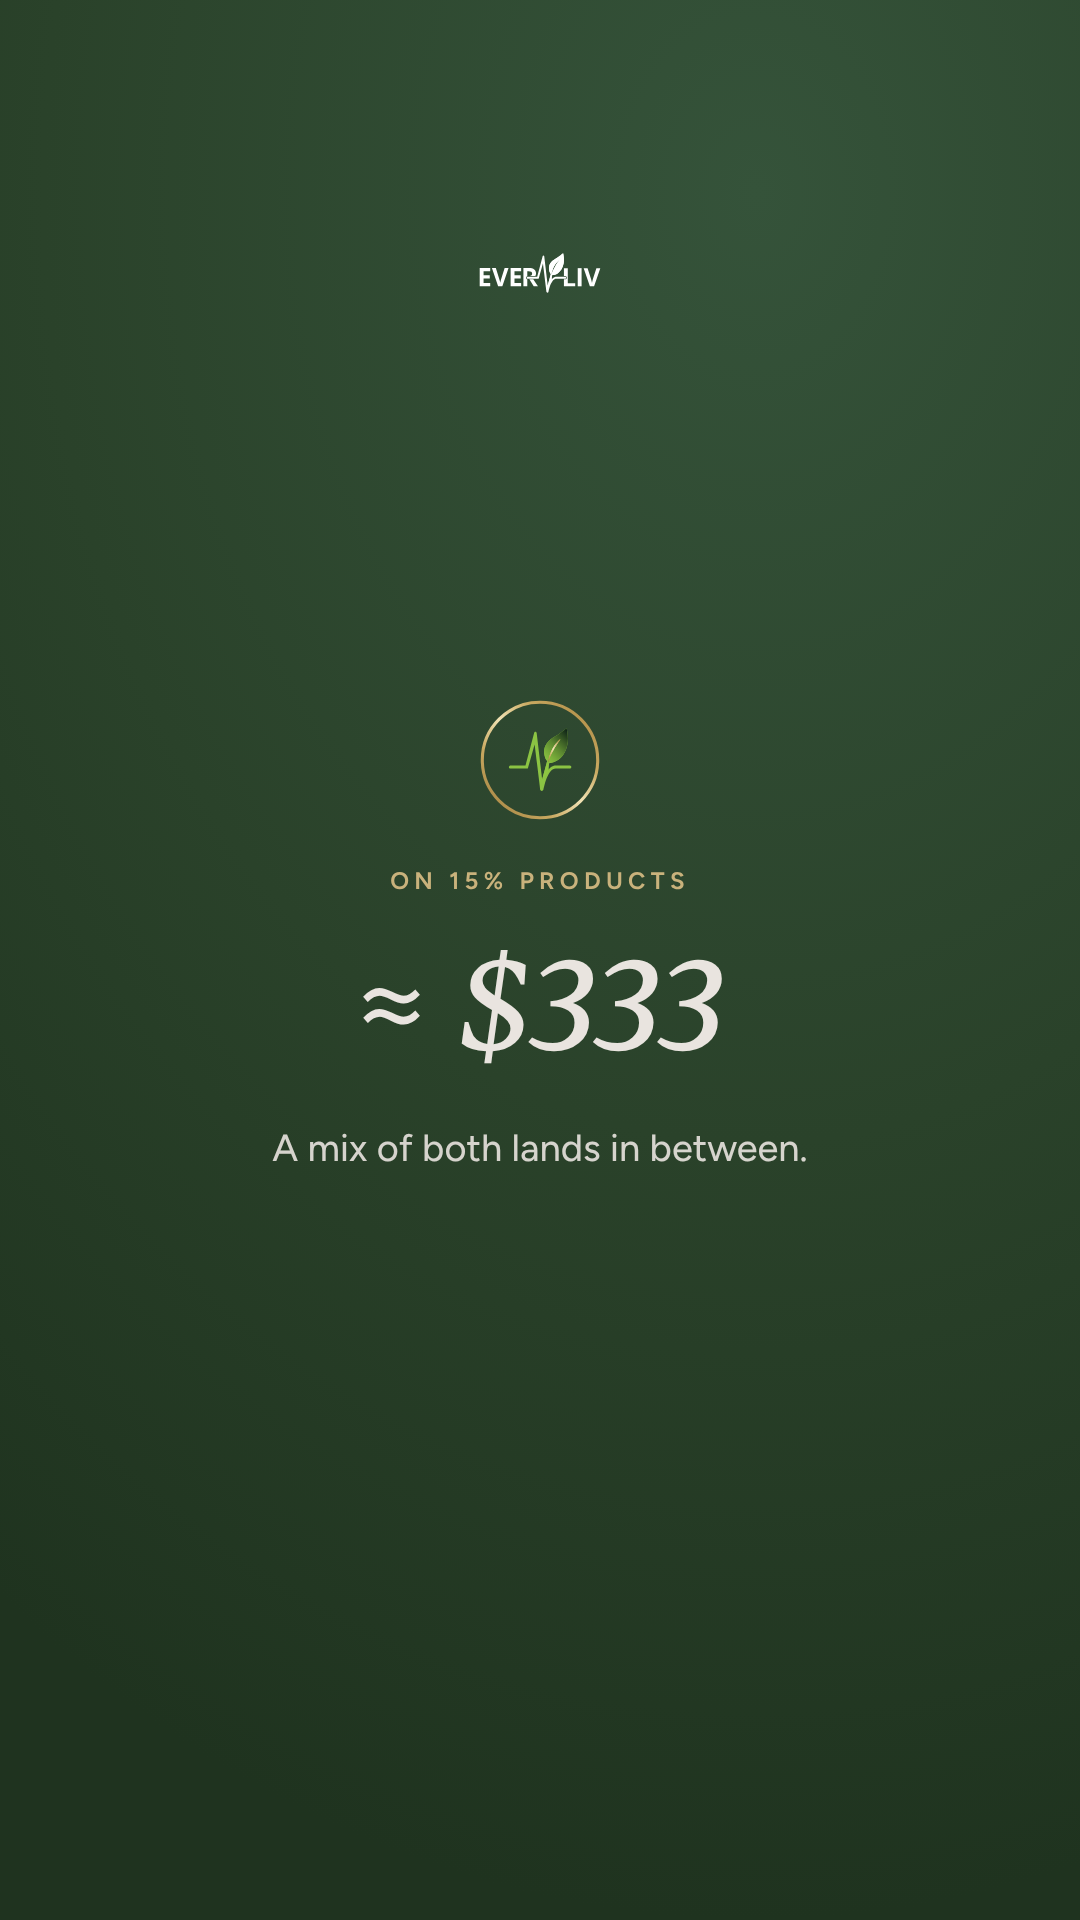 EVERLIV
ON 15% PRODUCTS
≈ $333
A mix of both lands in between.